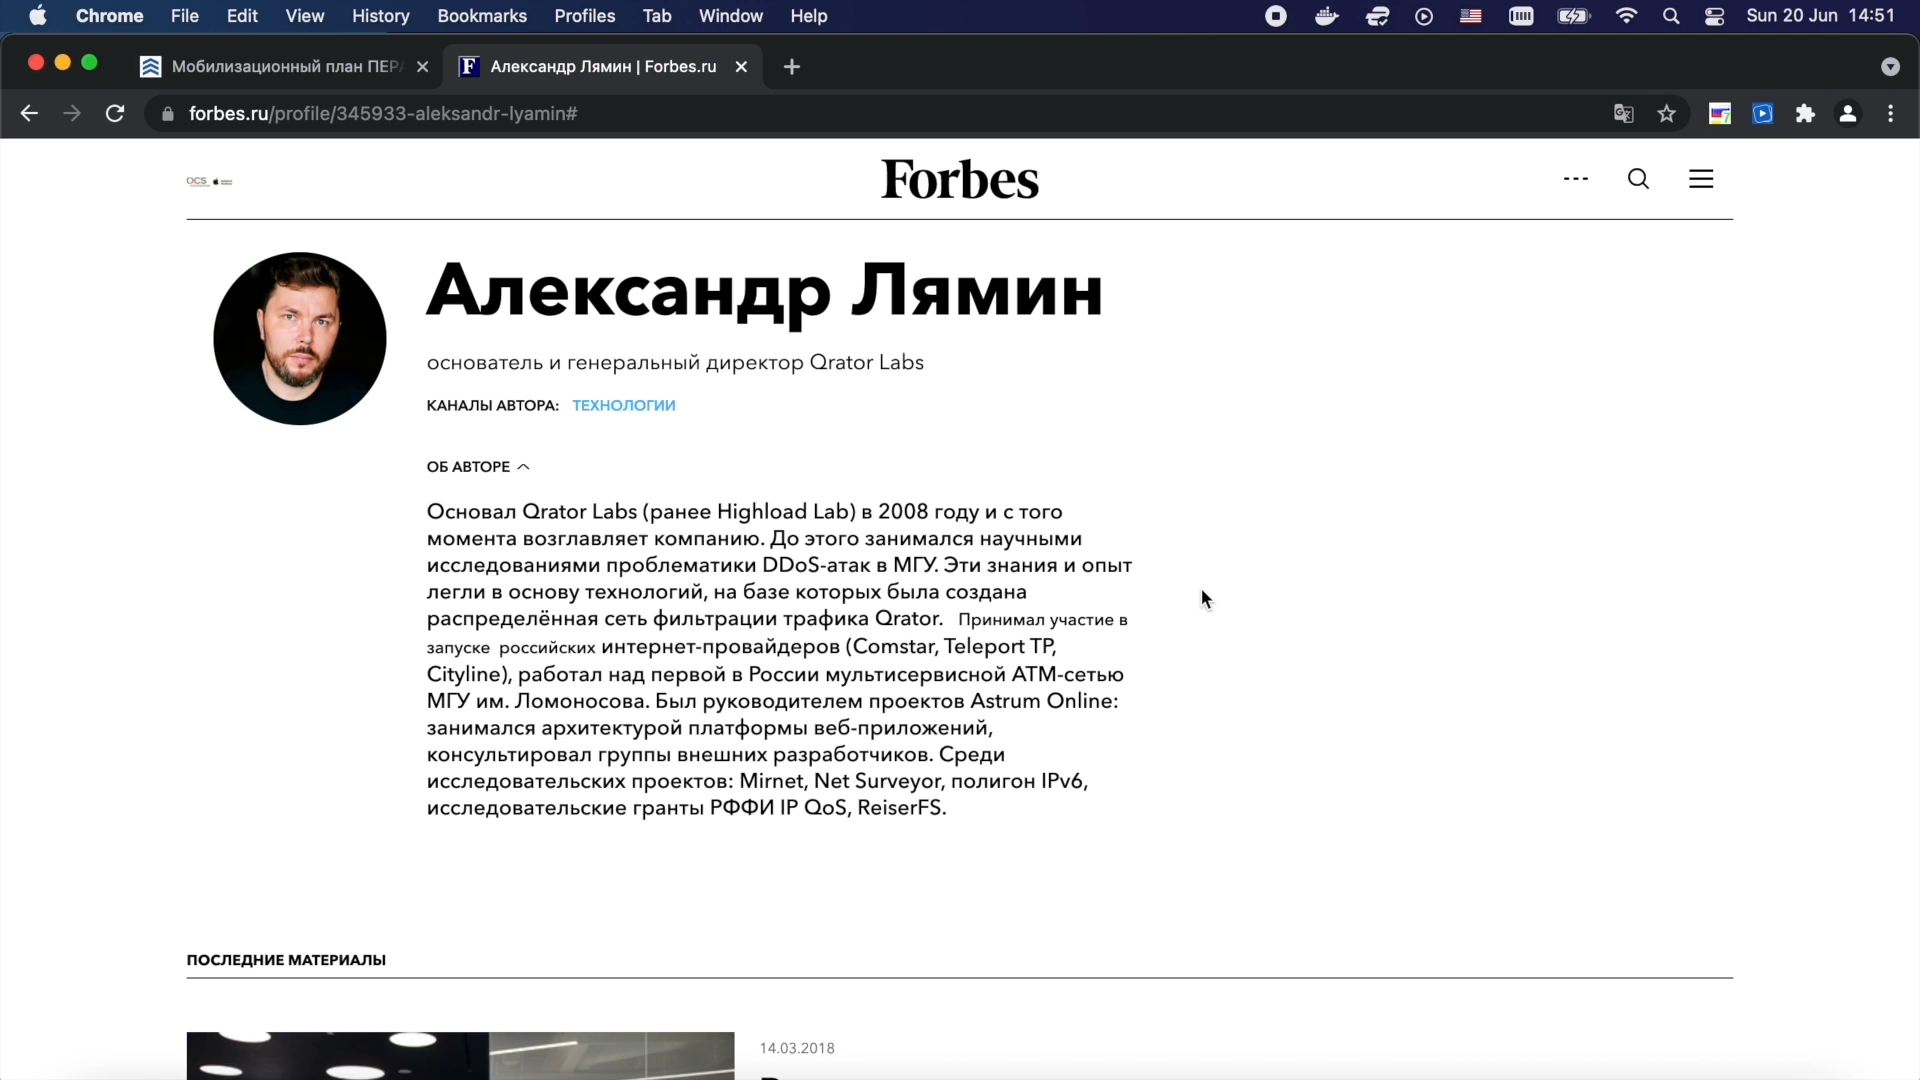 Chrome File Edit View History Bookmarks Profiles Tab Window Help Sun 20 Jun 14:51
Мобилизационный план ПЕР Александр Лямин | Forbes.ru
forbes.ru/profile/345933-aleksandr-lyamin#
OCS
Forbes
Александр Лямин
основатель и генеральный директор Qrator Labs
КАНАЛЫ АВТОРА: ТЕХНОЛОГИИ
ОБ АВТОРЕ
Основал Qrator Labs (ранее Highload Lab) в 2008 году и с того
момента возглавляет компанию. До этого занимался научными
исследованиями проблематики DDoS-атак в МГУ. Эти знания и опыт
легли в основу технологий, на базе которых была создана
распределённая сеть фильтрации трафика Qrator. Принимал участие в
запуске российских интернет-провайдеров (Comstar, Teleport TP,
Cityline), работал над первой в России мультисервисной ATM-сетью
МГУ им. Ломоносова. Был руководителем проектов Astrum Online:
занимался архитектурой платформы веб-приложений,
консультировал группы внешних разработчиков. Среди
исследовательских проектов: Mirnet, Net Surveyor, полигон IPv6,
исследовательские гранты РФФИ IP QoS, ReiserFS.
ПОСЛЕДНИЕ МАТЕРИАЛЫ
14.03.2018